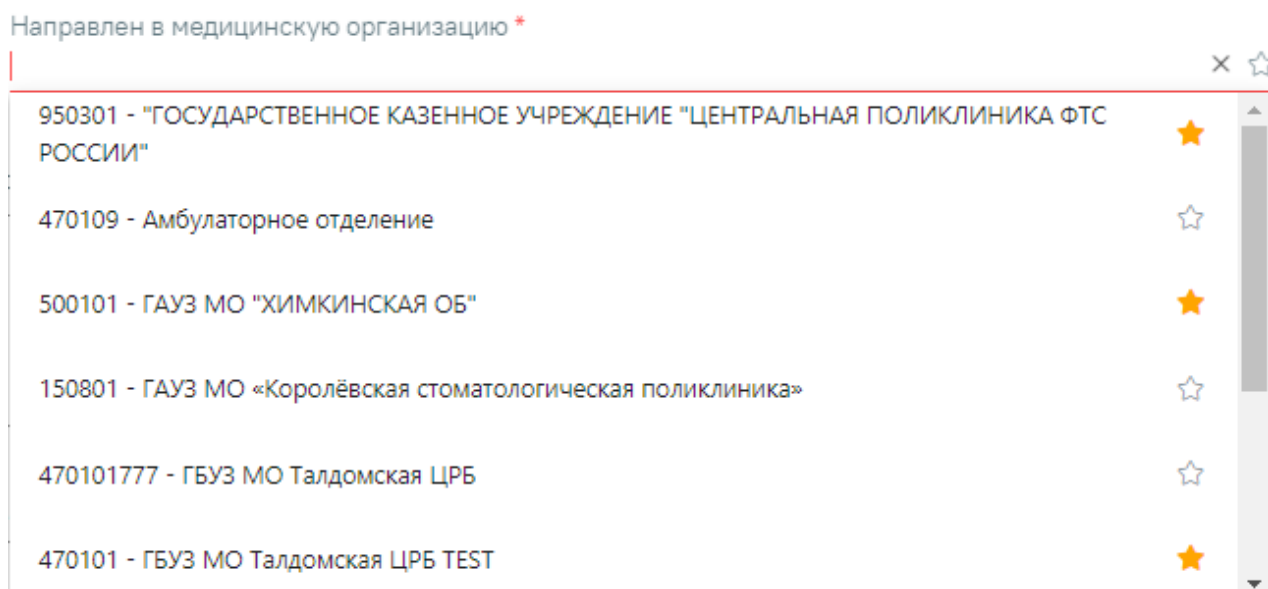 Направлен в медицинскую организацию *
950301 - "ГОСУДАРСТВЕННОЕ КАЗЕННОЕ УЧРЕЖДЕНИЕ "ЦЕНТРАЛЬНАЯ ПОЛИКЛИНИКА ФТС
РОССИИ"
470109 - Амбулаторное отделение
500101 - ГАУЗ МО "ХИМКИНСКАЯ ОБ"
150801 - ГАУЗ МО «Королёвская стоматологическая поликлиника»
470101777 - ГБУЗ МО Талдомская ЦРБ
470101 - ГБУЗ МО Талдомская ЦРБ TEST